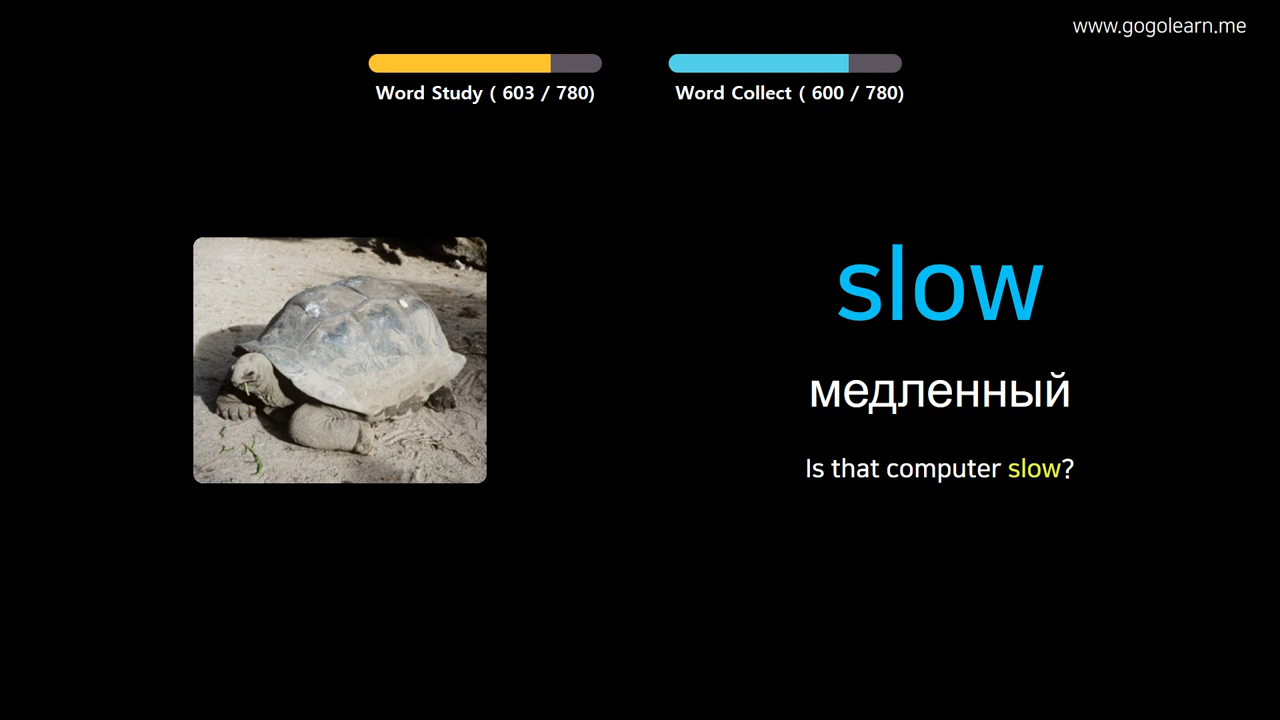 www.gogolearn.me
Word Study ( 603 / 780)
Word Collect ( 600 / 780)
slow
медленный
Is that computer slow?